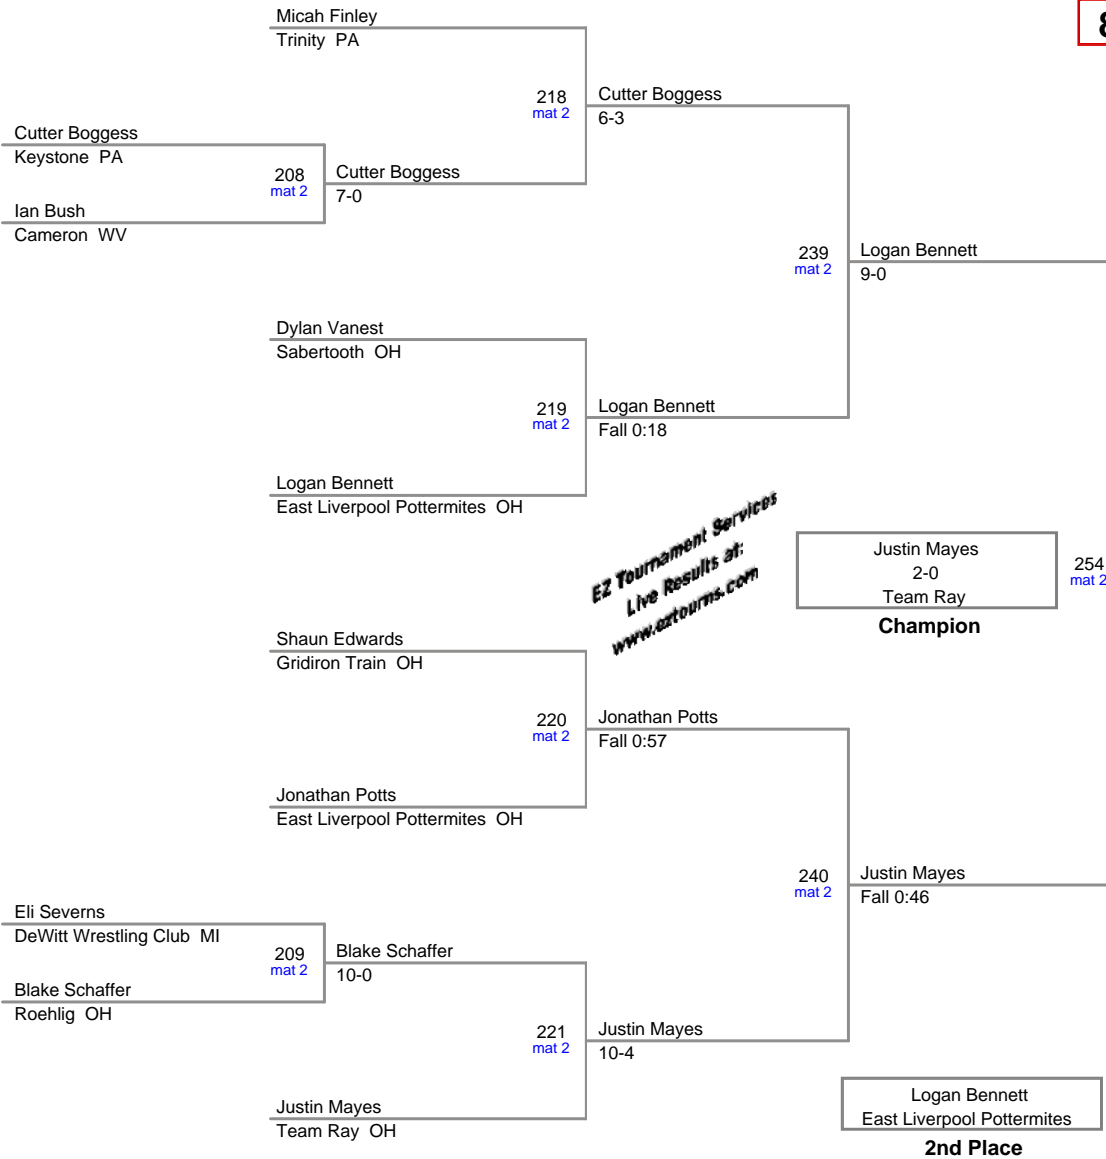 Micah Finley
Trinity  PA
8
218
mat 2
Cutter Boggess
6-3
Cutter Boggess
Keystone  PA
208
mat 2
Cutter Boggess
7-0
Ian Bush
Cameron  WV
239
mat 2
Logan Bennett
9-0
Dylan Vanest
Sabertooth  OH
219
mat 2
Logan Bennett
Fall 0:18
Logan Bennett
East Liverpool Pottermites  OH
EZ Tournament Services
Live Results at:
www.eztourns.com
Justin Mayes
2-0
Team Ray
Champion
254
mat 2
Shaun Edwards
Gridiron Train  OH
220
mat 2
Jonathan Potts
Fall 0:57
Jonathan Potts
East Liverpool Pottermites  OH
240
mat 2
Justin Mayes
Fall 0:46
Eli Severns
DeWitt Wrestling Club  MI
209
mat 2
Blake Schaffer
10-0
Blake Schaffer
Roehlig  OH
221
mat 2
Justin Mayes
10-4
Justin Mayes
Team Ray  OH
Logan Bennett
East Liverpool Pottermites
2nd Place